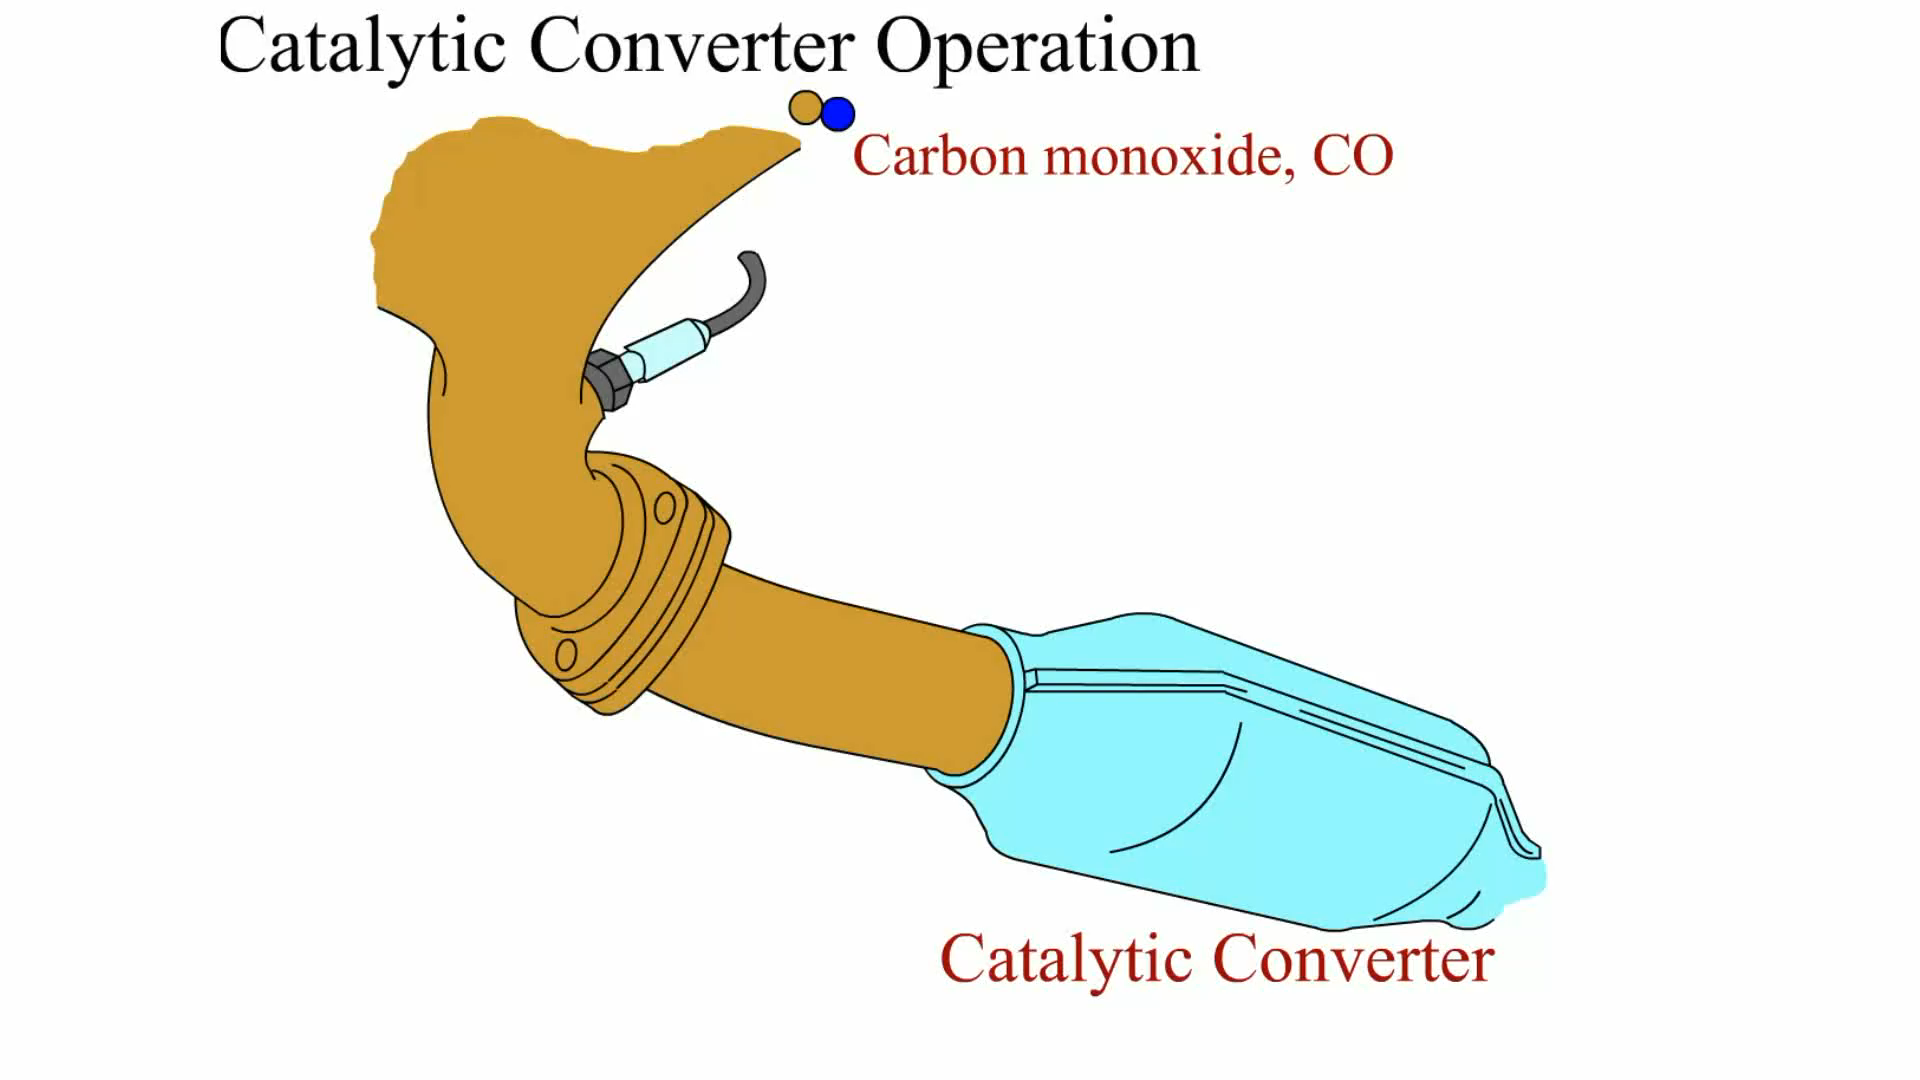 Catalytic Converter Operation
Carbon monoxide, CO
Catalytic Converter